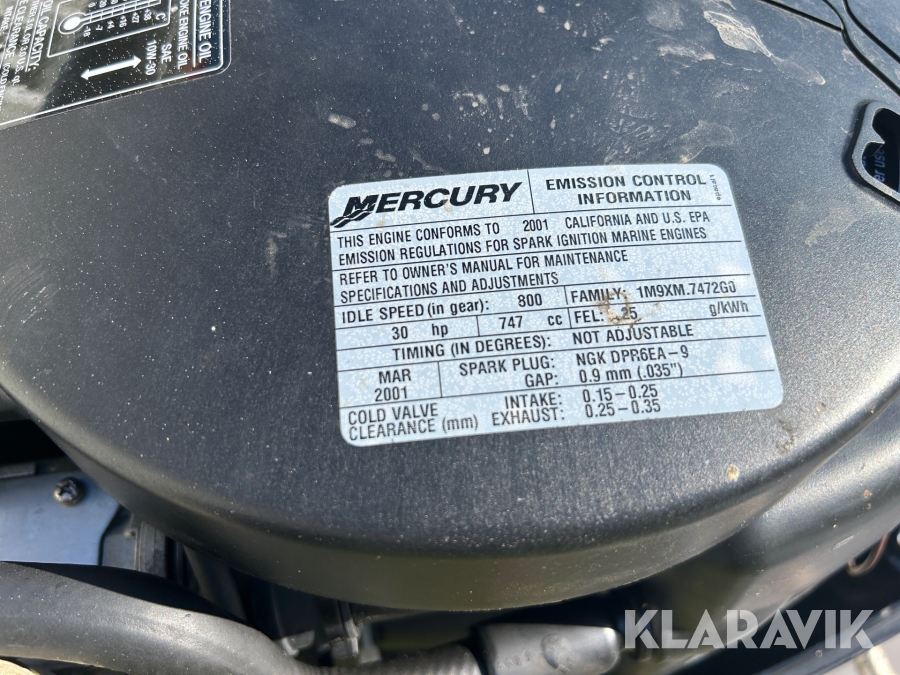 ENGINE OIL
SAE
10W-30
OIL CAPACITY:
MERCURY
EMISSION CONTROL
INFORMATION
THIS ENGINE CONFORMS TO 2001 CALIFORNIA AND U.S. EPA
EMISSION REGULATIONS FOR SPARK IGNITION MARINE ENGINES
REFER TO OWNER'S MANUAL FOR MAINTENANCE
SPECIFICATIONS AND ADJUSTMENTS
IDLE SPEED (in gear): 800 FAMILY: 1M9XM.7472G0
30 hp 747 cc FEL: 25 g/kWh
TIMING (IN DEGREES): NOT ADJUSTABLE
MAR
2001
SPARK PLUG: NGK DPR6EA-9
GAP: 0.9 mm (.035")
COLD VALVE
CLEARANCE (mm)
INTAKE: 0.15-0.25
EXHAUST: 0.25-0.35
KLARAVIK